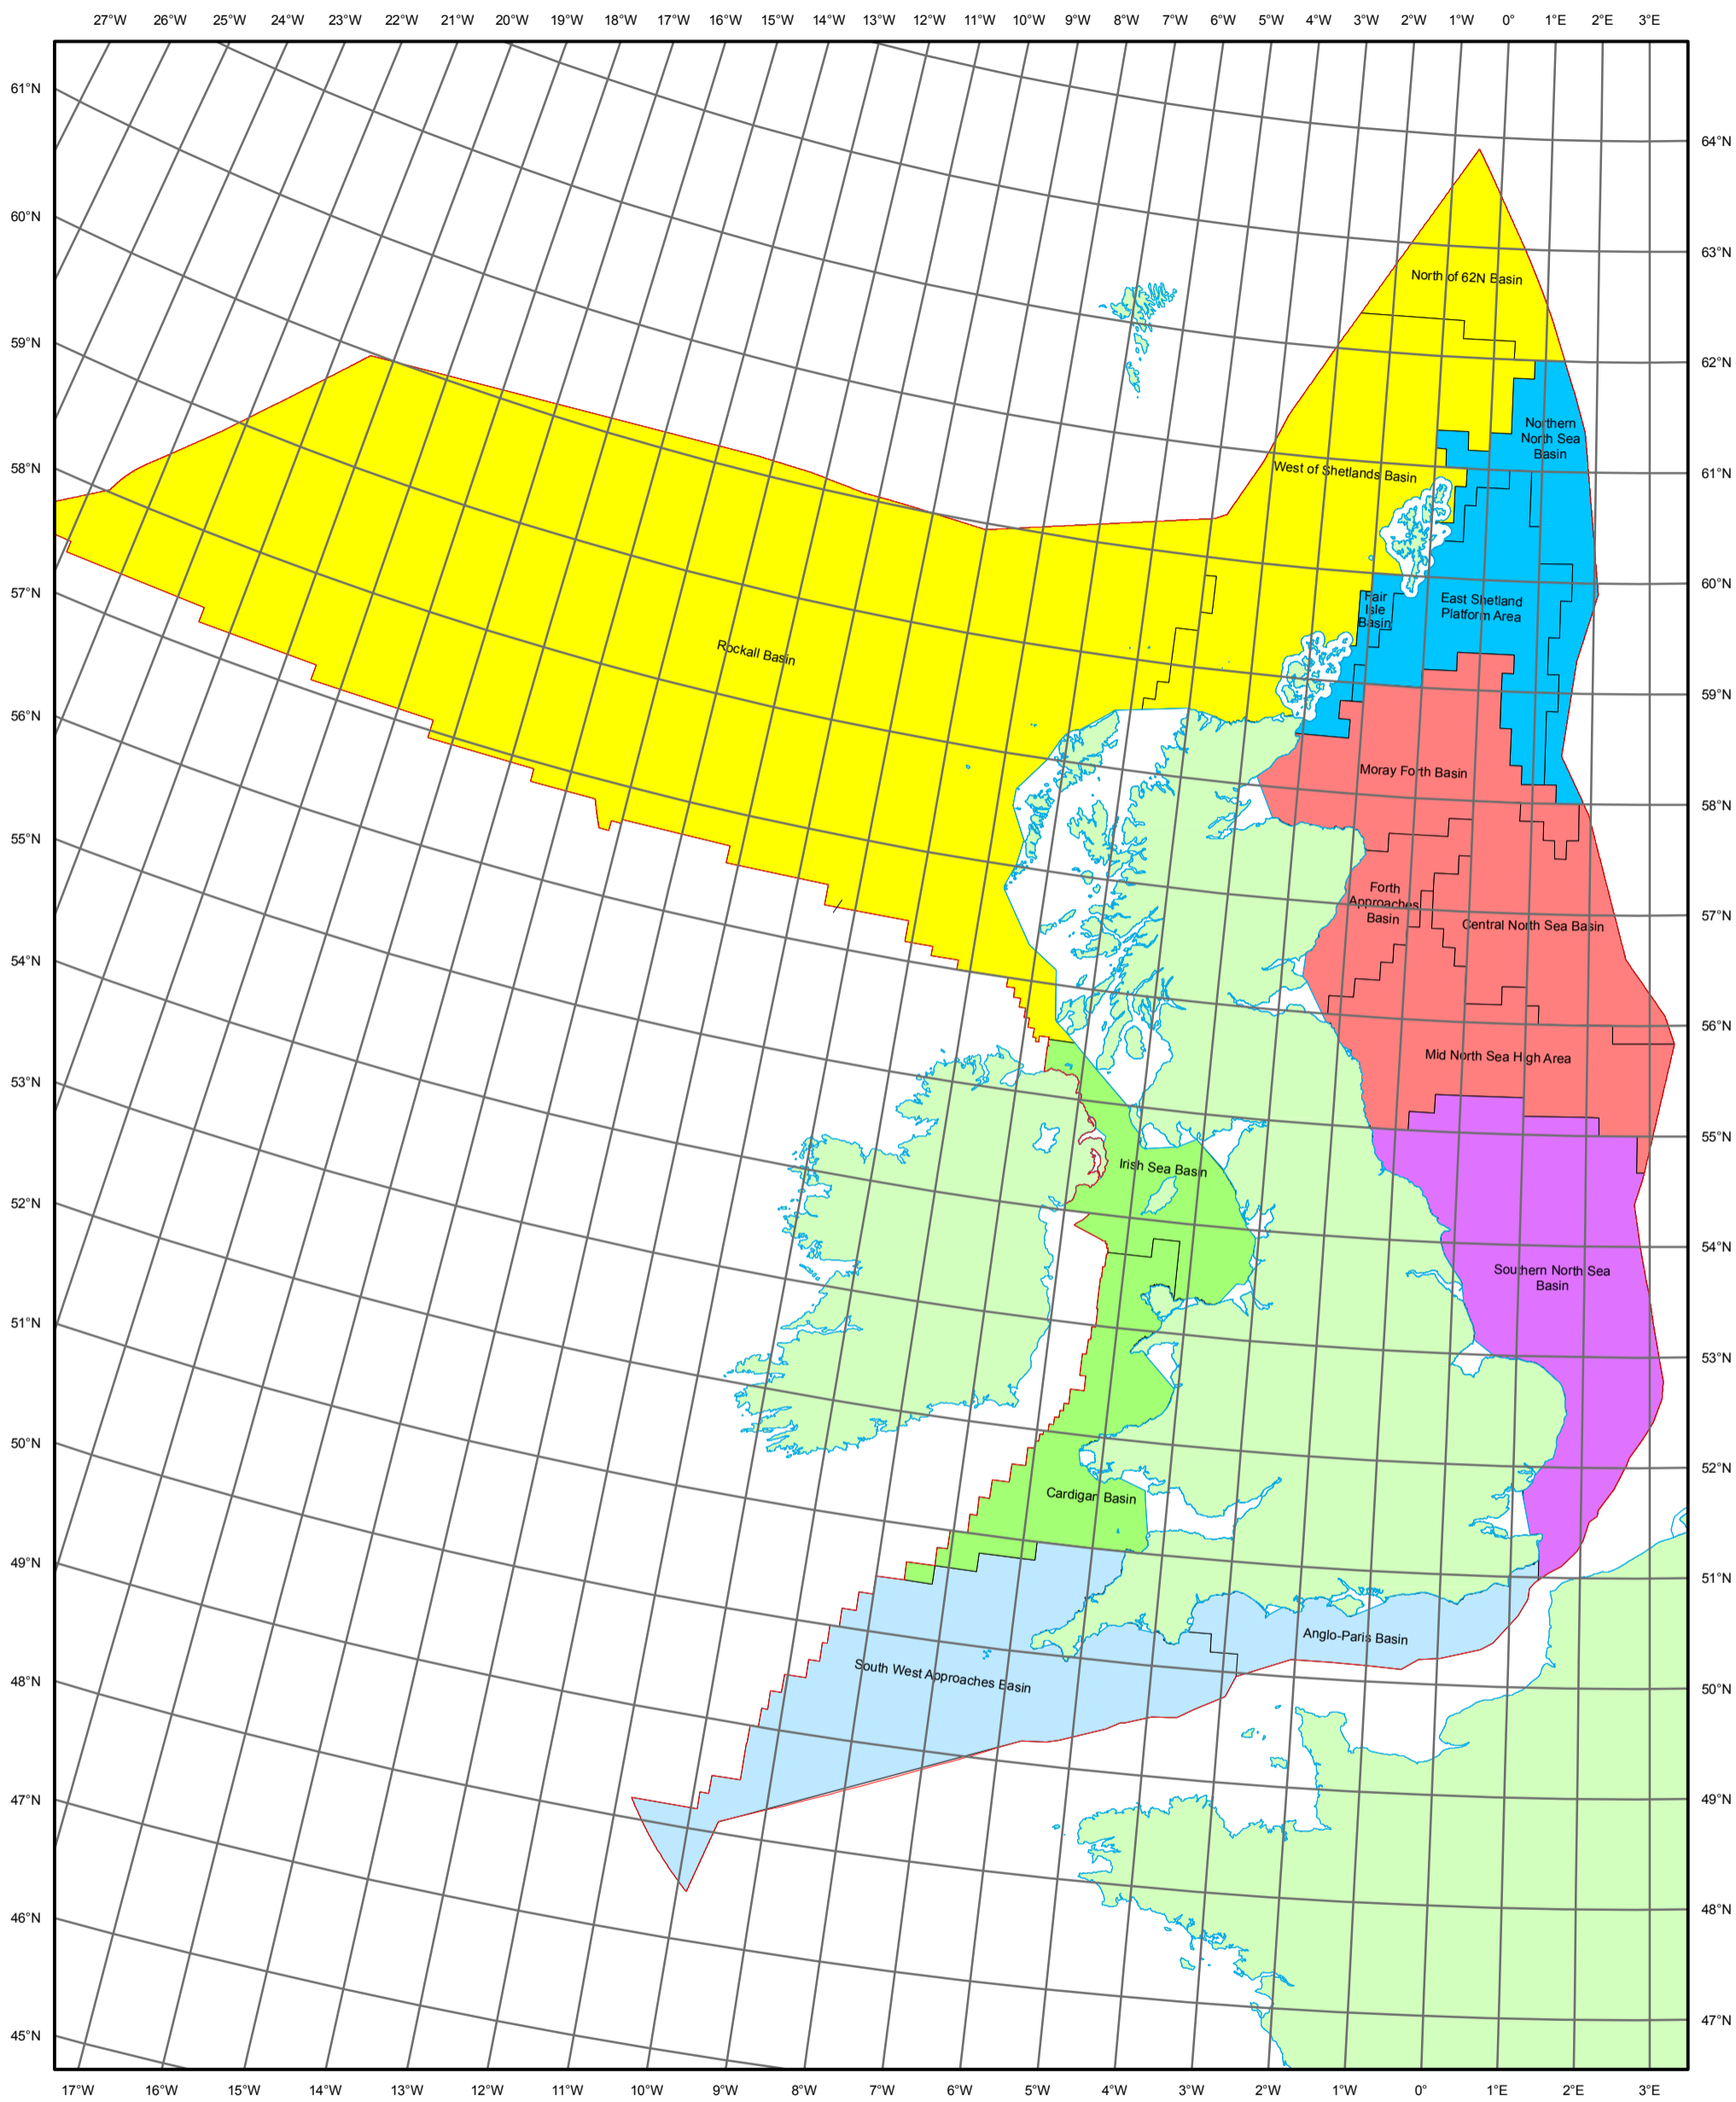 27°W 26°W 25°W 24°W 23°W 22°W 21°W 20°W 19°W 18°W 17°W 16°W 15°W 14°W 13°W 12°W 11°W 10°W 9°W 8°W 7°W 6°W 5°W 4°W 3°W 2°W 1°W 0° 1°E 2°E 3°E
61°N
64°N
60°N
63°N
North of 62N Basin
59°N
62°N
Northern
North Sea
Basin
58°N
West of Shetlands Basin
61°N
57°N
60°N
Fair
Isle
Basin
East Shetland
Platform Area
Rockall Basin
56°N
59°N
Moray Forth Basin
55°N
58°N
Forth
Approaches
Basin
Central North Sea Basin
57°N
54°N
56°N
Mid North Sea High Area
53°N
55°N
Irish Sea Basin
52°N
54°N
Southern North Sea
Basin
51°N
53°N
50°N
52°N
Cardigan Basin
49°N
51°N
Anglo-Paris Basin
South West Approaches Basin
48°N
50°N
47°N
49°N
46°N
48°N
45°N
47°N
17°W 16°W 15°W 14°W 13°W 12°W 11°W 10°W 9°W 8°W 7°W 6°W 5°W 4°W 3°W 2°W 1°W 0° 1°E 2°E 3°E